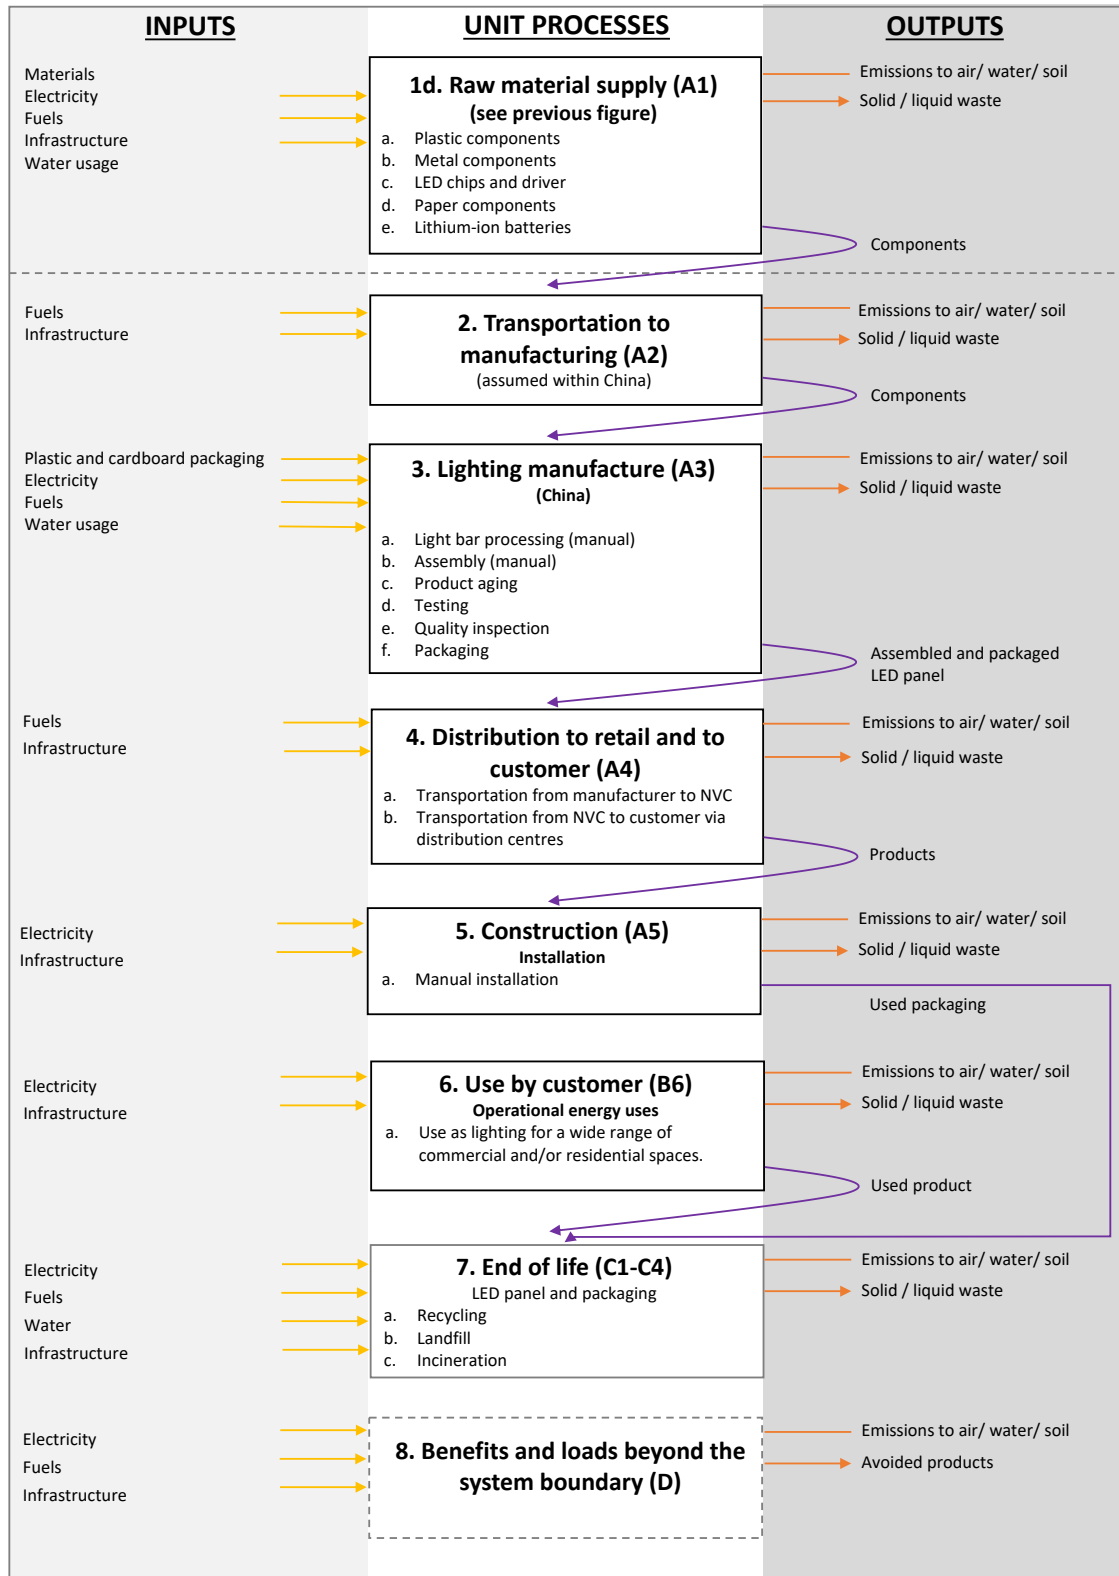 INPUTS
UNIT PROCESSES
OUTPUTS
Materials
Electricity
Fuels
Infrastructure
Water usage
1d. Raw material supply (A1)
(see previous figure)
a. Plastic components
b. Metal components
c. LED chips and driver
d. Paper components
e. Lithium-ion batteries
Emissions to air/ water/ soil
Solid / liquid waste
Components
Fuels
Infrastructure
2. Transportation to
manufacturing (A2)
(assumed within China)
Emissions to air/ water/ soil
Solid / liquid waste
Components
Plastic and cardboard packaging
Electricity
Fuels
Water usage
3. Lighting manufacture (A3)
(China)
a. Light bar processing (manual)
b. Assembly (manual)
c. Product aging
d. Testing
e. Quality inspection
f. Packaging
Emissions to air/ water/ soil
Solid / liquid waste
Assembled and packaged
LED panel
Fuels
Infrastructure
4. Distribution to retail and to
customer (A4)
a. Transportation from manufacturer to NVC
b. Transportation from NVC to customer via
distribution centres
Emissions to air/ water/ soil
Solid / liquid waste
Products
Electricity
Infrastructure
5. Construction (A5)
Installation
a. Manual installation
Emissions to air/ water/ soil
Solid / liquid waste
Used packaging
Electricity
Infrastructure
6. Use by customer (B6)
Operational energy uses
a. Use as lighting for a wide range of
commercial and/or residential spaces.
Emissions to air/ water/ soil
Solid / liquid waste
Used product
Electricity
Fuels
Water
Infrastructure
7. End of life (C1-C4)
LED panel and packaging
a. Recycling
b. Landfill
c. Incineration
Emissions to air/ water/ soil
Solid / liquid waste
Electricity
Fuels
Infrastructure
8. Benefits and loads beyond the
system boundary (D)
Emissions to air/ water/ soil
Avoided products